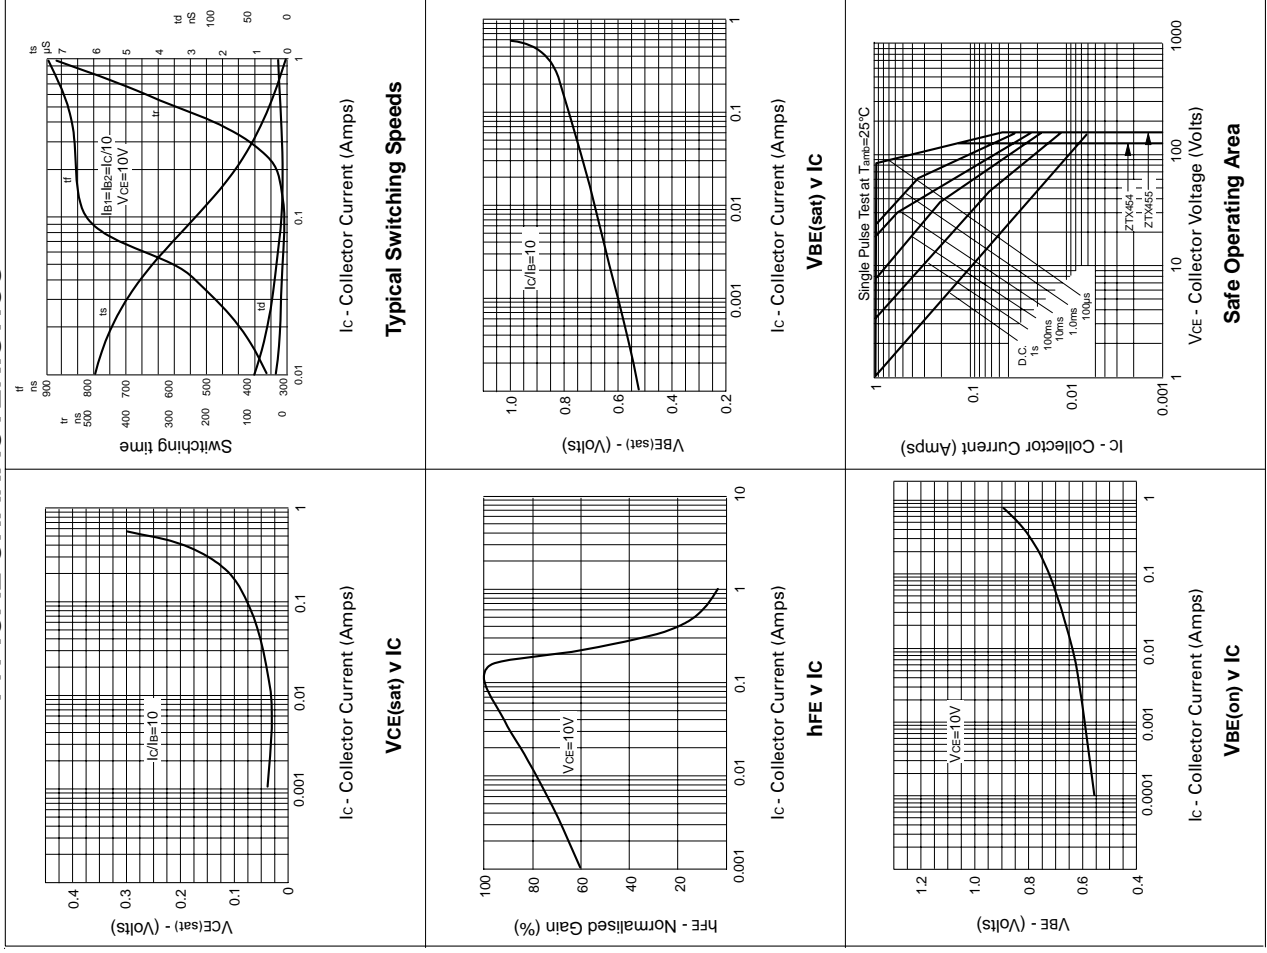 0.4
0.3
0.2
0.1
0
VCE(sat) - (Volts)
IC/IB=10
0.001
0.01
0.1
1
IC - Collector Current (Amps)
VCE(sat) v IC
tf
ns
900
800
700
600
500
400
300
tr
ns
500
400
300
200
100
0
Switching time
IB1=IB2=IC/10
VCE=10V
ts
tf
tr
td
ts
µS
7
6
5
4
3
2
1
0
td
nS
100
50
0
0.01
0.1
1
IC - Collector Current (Amps)
Typical Switching Speeds
100
80
60
40
20
hFE - Normalised Gain (%)
VCE=10V
0.001
0.01
0.1
1
10
IC - Collector Current (Amps)
hFE v IC
1.0
0.8
0.6
0.4
0.2
VBE(sat) - (Volts)
IC/IB=10
0.001
0.01
0.1
1
IC - Collector Current (Amps)
VBE(sat) v IC
1.2
1.0
0.8
0.6
0.4
VBE - (Volts)
VCE=10V
0.0001
0.001
0.01
0.1
1
IC - Collector Current (Amps)
VBE(on) v IC
Single Pulse Test at Tamb=25°C
1
0.1
0.01
0.001
IC - Collector Current (Amps)
D.C.
1s
100ms
10ms
1.0ms
100µs
ZTX454
ZTX455
1
10
100
1000
VCE - Collector Voltage (Volts)
Safe Operating Area